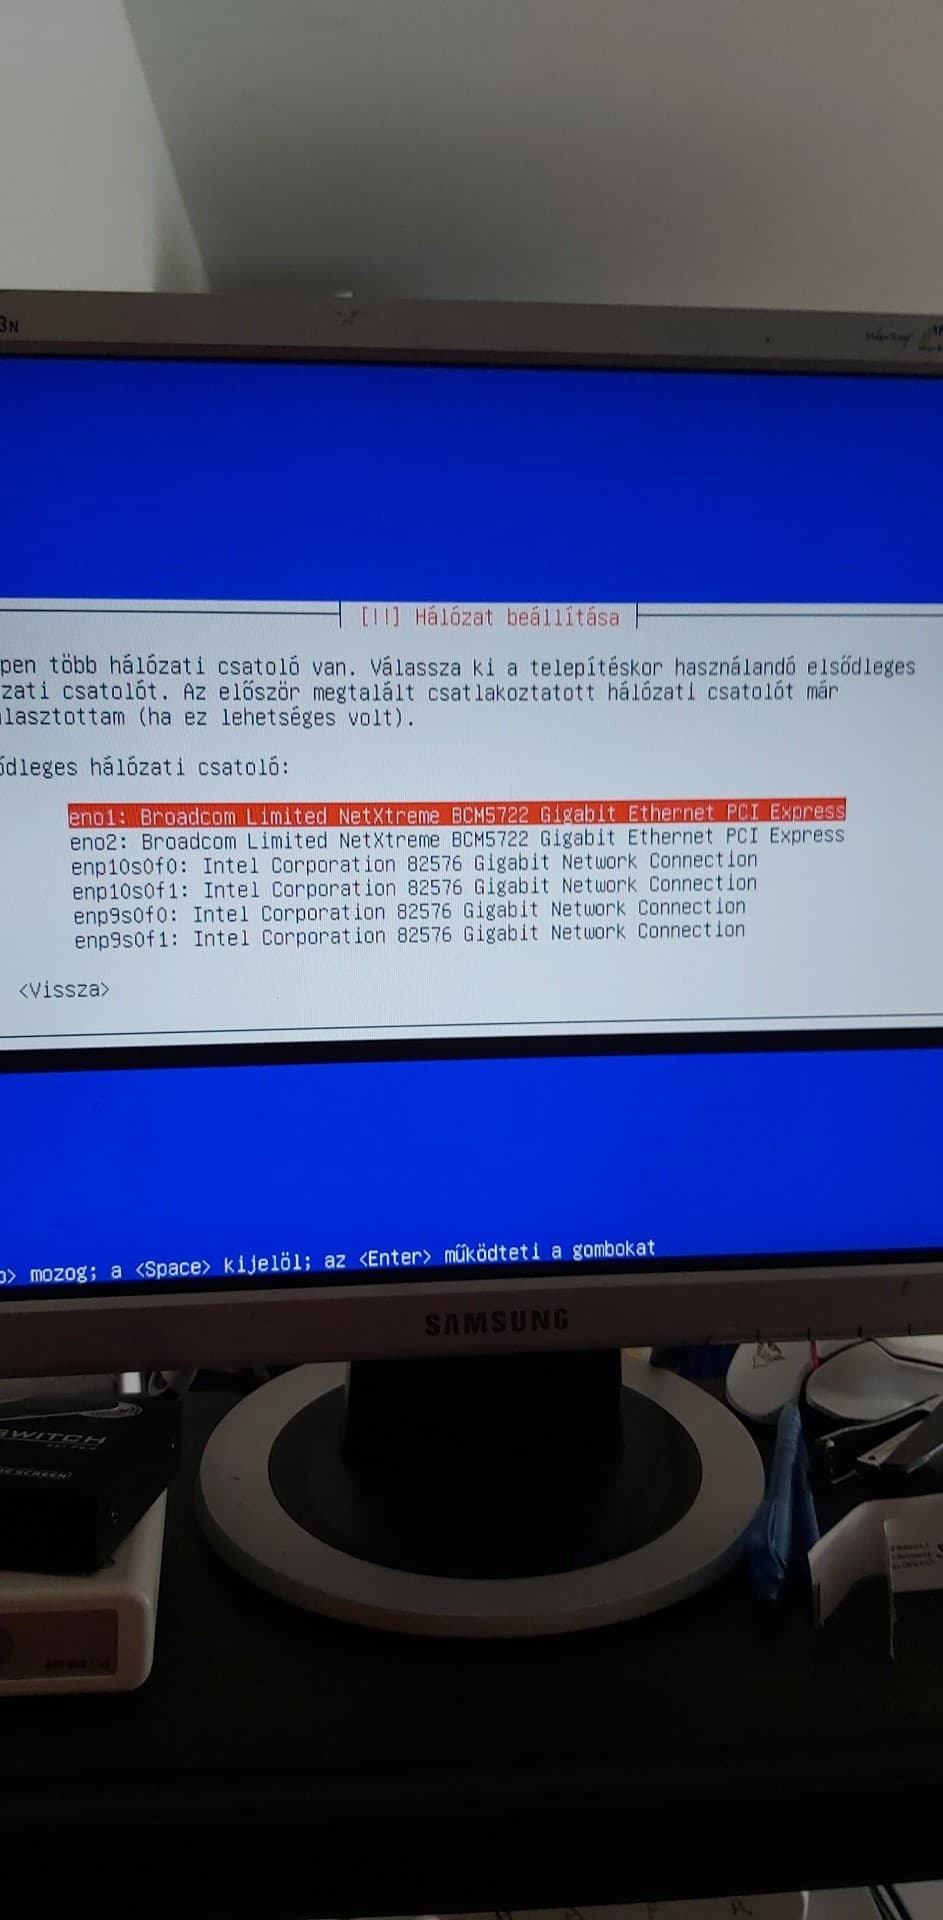 3N
[!!] Hálózat beállítása
pen több hálózati csatoló van. Válassza ki a telepítéskor használandó elsődleges
zati csatolót. Az először megtalált csatlakoztatott hálózati csatolót már
lasztottam (ha ez lehetséges volt).
ődleges hálózati csatoló:
eno1: Broadcom Limited NetXtreme BCM5722 Gigabit Ethernet PCI Express
eno2: Broadcom Limited NetXtreme BCM5722 Gigabit Ethernet PCI Express
enp10s0f0: Intel Corporation 82576 Gigabit Network Connection
enp10s0f1: Intel Corporation 82576 Gigabit Network Connection
enp9s0f0: Intel Corporation 82576 Gigabit Network Connection
enp9s0f1: Intel Corporation 82576 Gigabit Network Connection
<Vissza>
> mozog; a <Space> kijelöl; az <Enter> működteti a gombokat
SAMSUNG
SWITCH